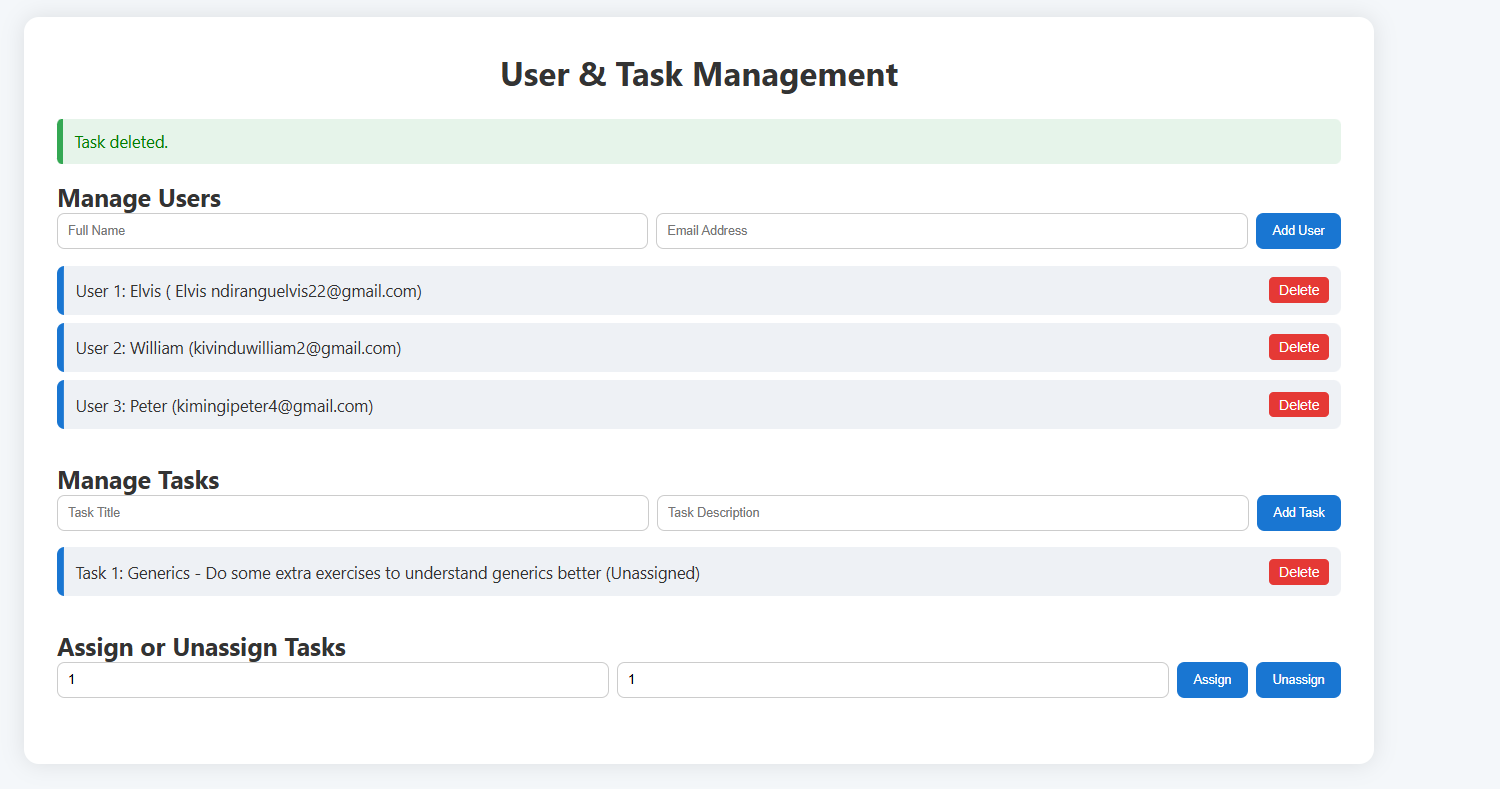 User & Task Management
Task deleted.
Manage Users
Full Name Email Address Add User
User 1: Elvis ( Elvis ndiranguelvis22@gmail.com) Delete
User 2: William (kivinduwilliam2@gmail.com) Delete
User 3: Peter (kimingipeter4@gmail.com) Delete
Manage Tasks
Task Title Task Description Add Task
Task 1: Generics - Do some extra exercises to understand generics better (Unassigned) Delete
Assign or Unassign Tasks
1 1 Assign Unassign